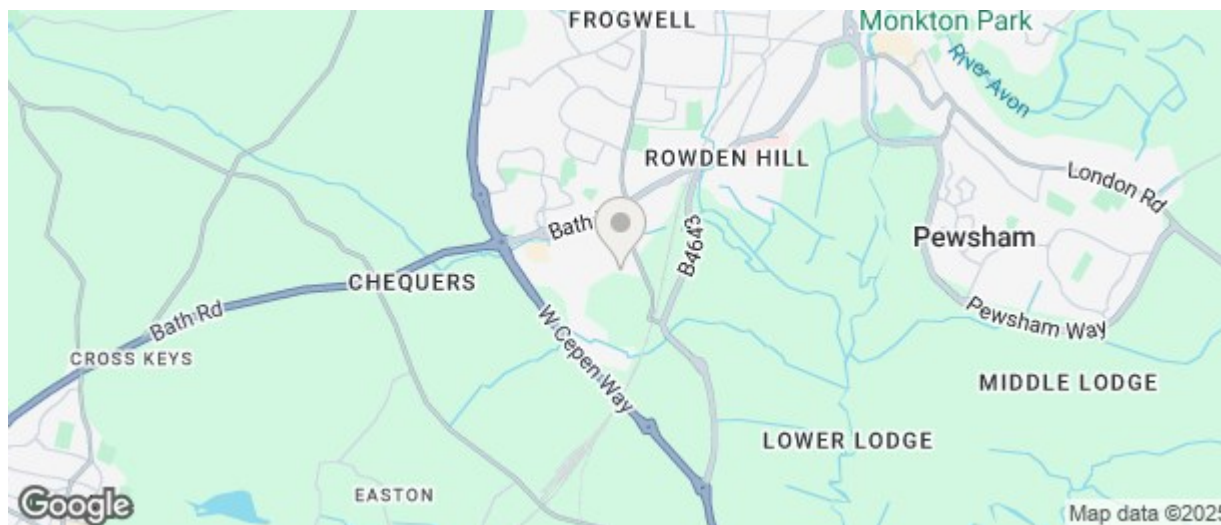 FROGWELL
Monkton Park
River Avon
ROWDEN HILL
London Rd
Bath
B4643
Pewsham
CHEQUERS
Bath Rd
W Cepen Way
Pewsham Way
CROSS KEYS
MIDDLE LODGE
LOWER LODGE
EASTON
Google
Map data ©2025